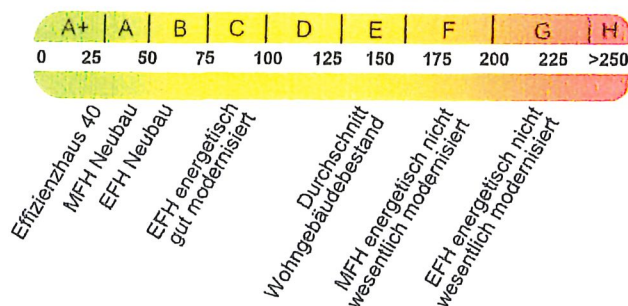 A+ A B C D E F G H
0 25 50 75 100 125 150 175 200 225 >250
Effizienzhaus 40
MFH Neubau
EFH Neubau
EFH energetisch
gut modernisiert
Durchschnitt
Wohngebäudebestand
MFH energetisch nicht
wesentlich modernisiert
EFH energetisch nicht
wesentlich modernisiert